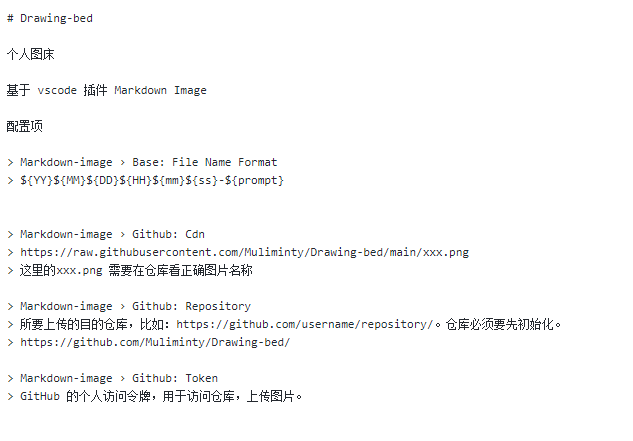 # Drawing-bed
个人图床
基于 vscode 插件 Markdown Image
配置项
> Markdown-image › Base: File Name Format
> ${YY}${MM}${DD}${HH}${mm}${ss}-${prompt}
> Markdown-image › Github: Cdn
> https://raw.githubusercontent.com/Muliminty/Drawing-bed/main/xxx.png
> 这里的xxx.png 需要在仓库看正确图片名称
> Markdown-image › Github: Repository
> 所要上传的目的仓库，比如：https://github.com/username/repository/。仓库必须要先初始化。
> https://github.com/Muliminty/Drawing-bed/
> Markdown-image › Github: Token
> GitHub 的个人访问令牌，用于访问仓库，上传图片。